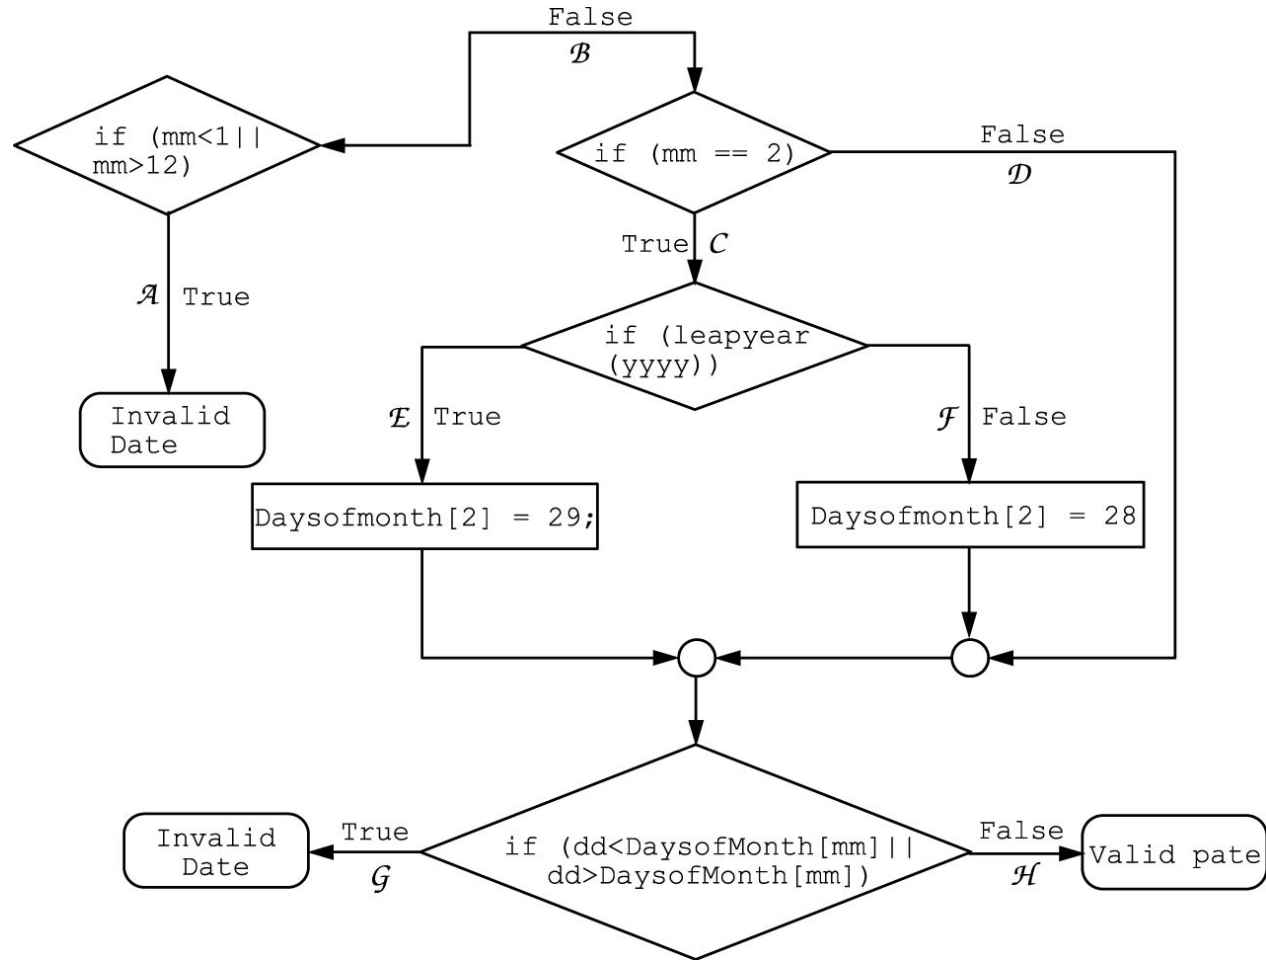 False
B
if (mm<1||
mm>12)
if (mm == 2)
False
D
True C
A True
if (leapyear
(yyyy))
Invalid
Date
E True
F False
Daysofmonth[2] = 29;
Daysofmonth[2] = 28
Invalid
Date
True
G
if (dd<DaysofMonth[mm]||
dd>DaysofMonth[mm])
False
H
Valid pate